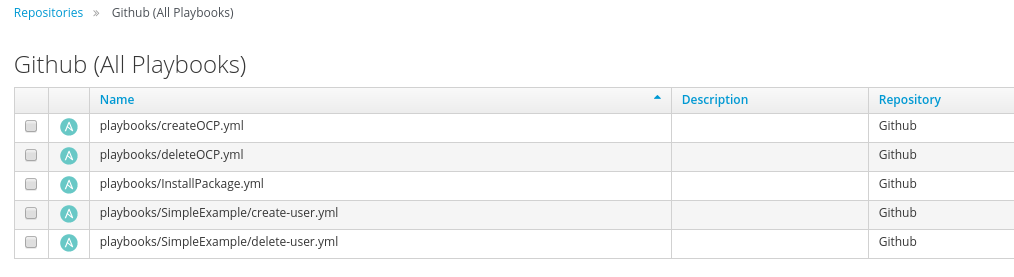 Repositories » Github (All Playbooks)
Github (All Playbooks)
Name Description Repository
playbooks/createOCP.yml Github
playbooks/deleteOCP.yml Github
playbooks/InstallPackage.yml Github
playbooks/SimpleExample/create-user.yml Github
playbooks/SimpleExample/delete-user.yml Github